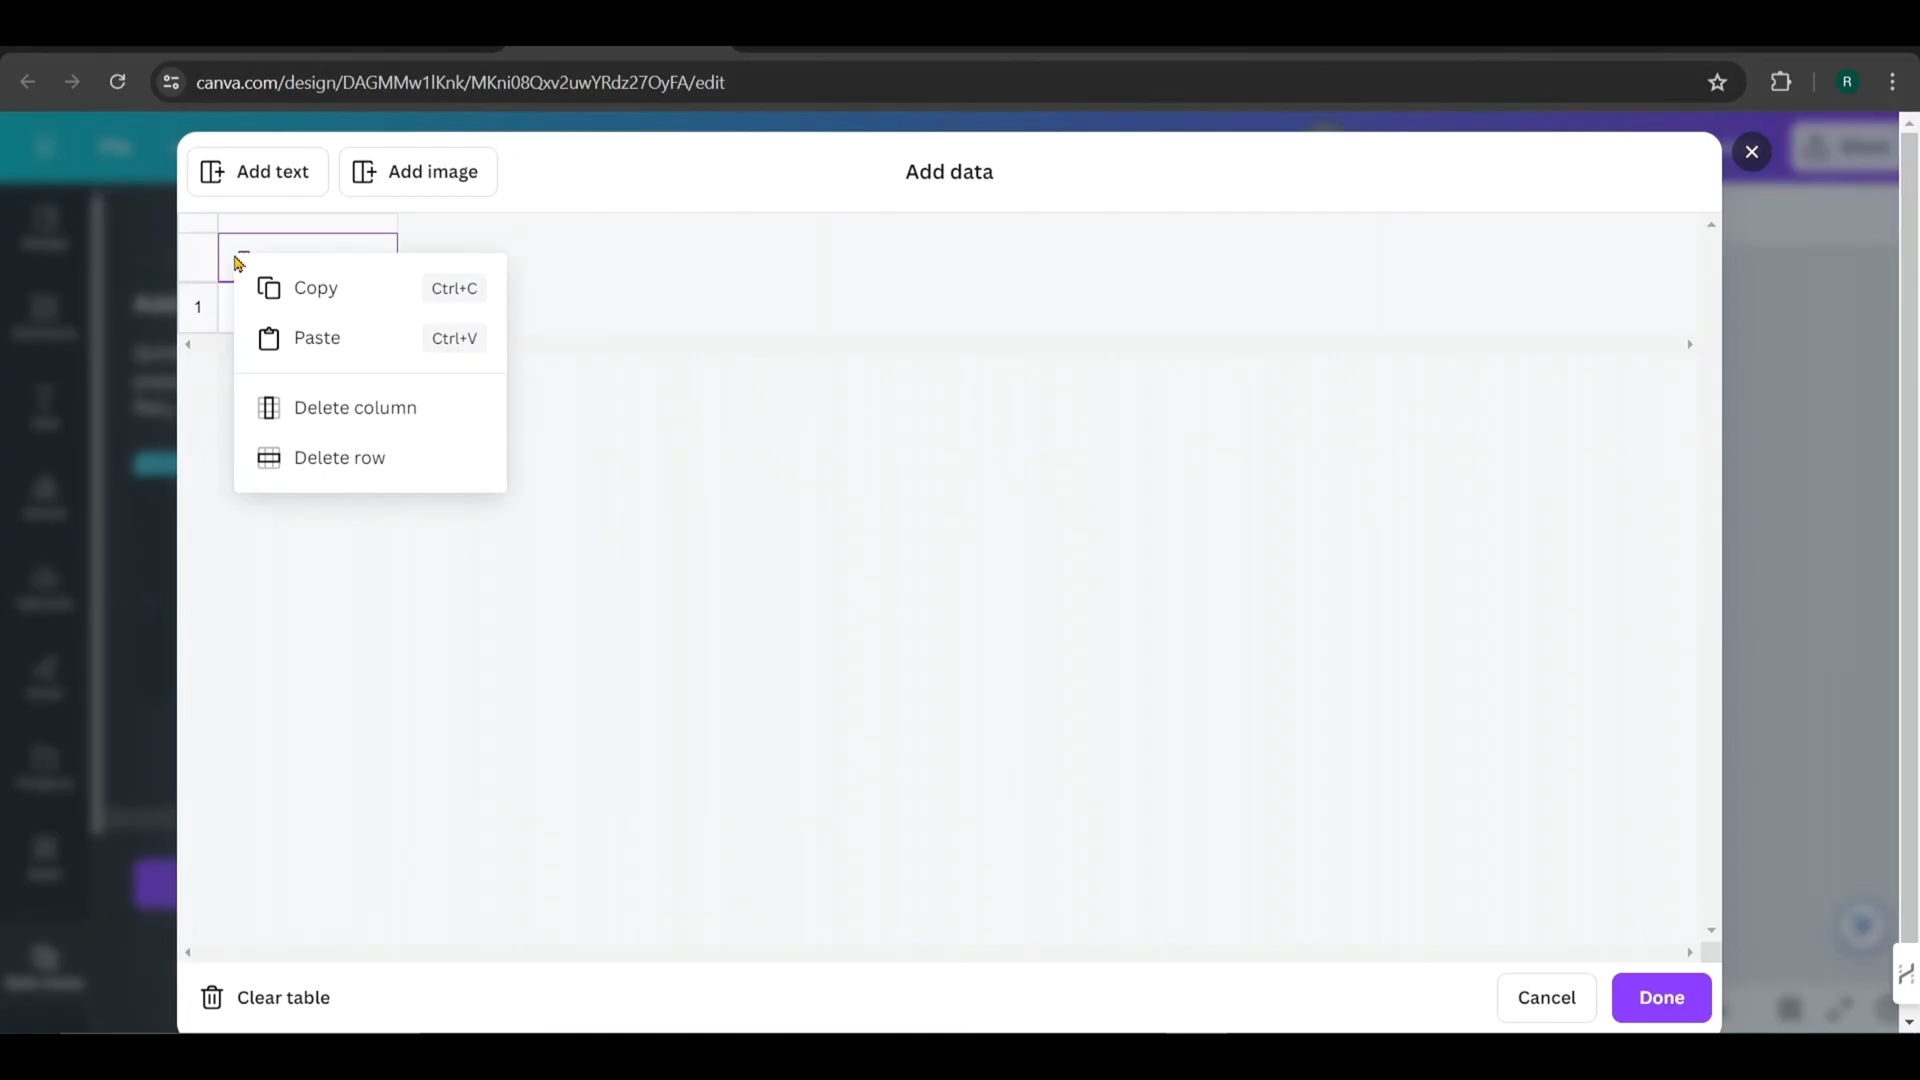 canva.com/design/DAGMMw1lKnk/MKni08Qxv2uwYRdz27OyFA/edit
R
Add text
Add image
Add data
Copy
Ctrl+C
1
Paste
Ctrl+V
Delete column
Delete row
Clear table
Cancel
Done